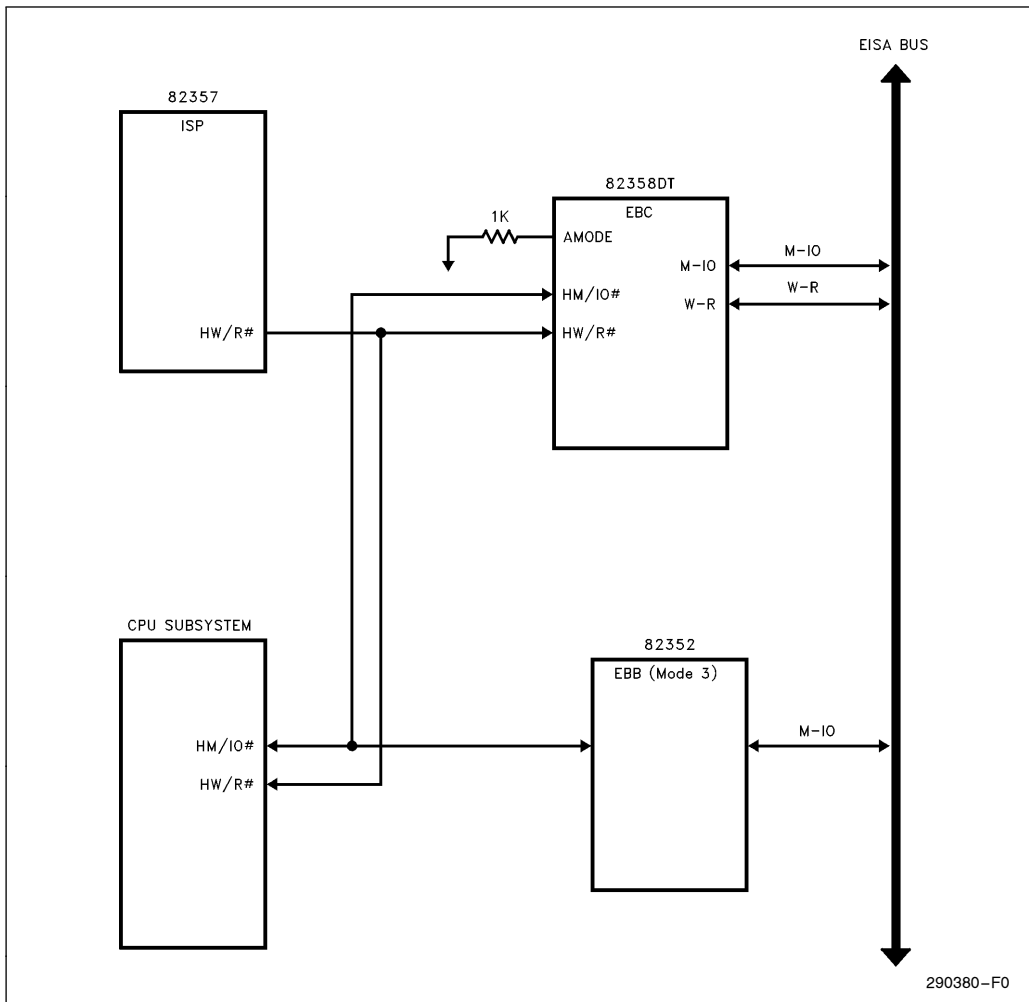 EISA BUS
82357
ISP
82358DT
EBC
1K
AMODE
M-IO
M-IO
HM/IO#
W-R
W-R
HW/R#
HW/R#
CPU SUBSYSTEM
82352
EBB (Mode 3)
HM/IO#
M-IO
HW/R#
290380-F0